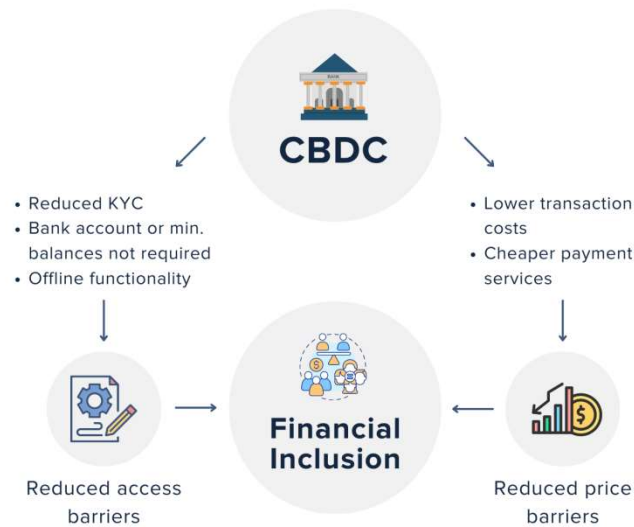 BANK
CBDC
• Reduced KYC
• Bank account or min.
balances not required
• Offline functionality
• Lower transaction
costs
• Cheaper payment
services
$
Financial
Inclusion
$
Reduced access
barriers
Reduced price
barriers